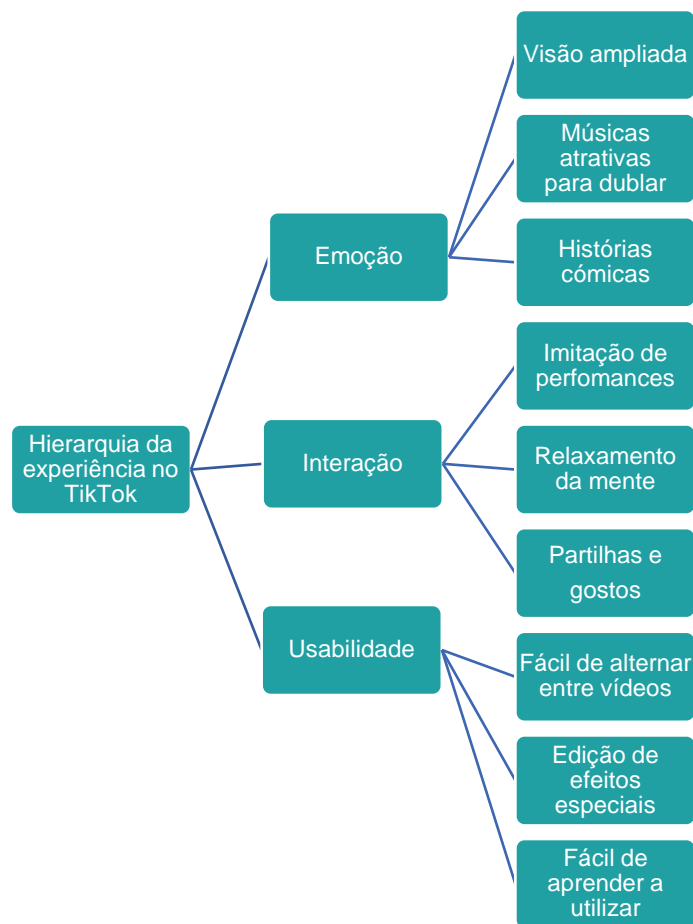 Hierarquia da
experiência no
TikTok
Emoção
Visão ampliada
Músicas
atrativas
para dublar
Histórias
cómicas
Interação
Imitação de
perfomances
Relaxamento
da mente
Partilhas e
gostos
Usabilidade
Fácil de alternar
entre vídeos
Edição de
efeitos
especiais
Fácil de
aprender a
utilizar